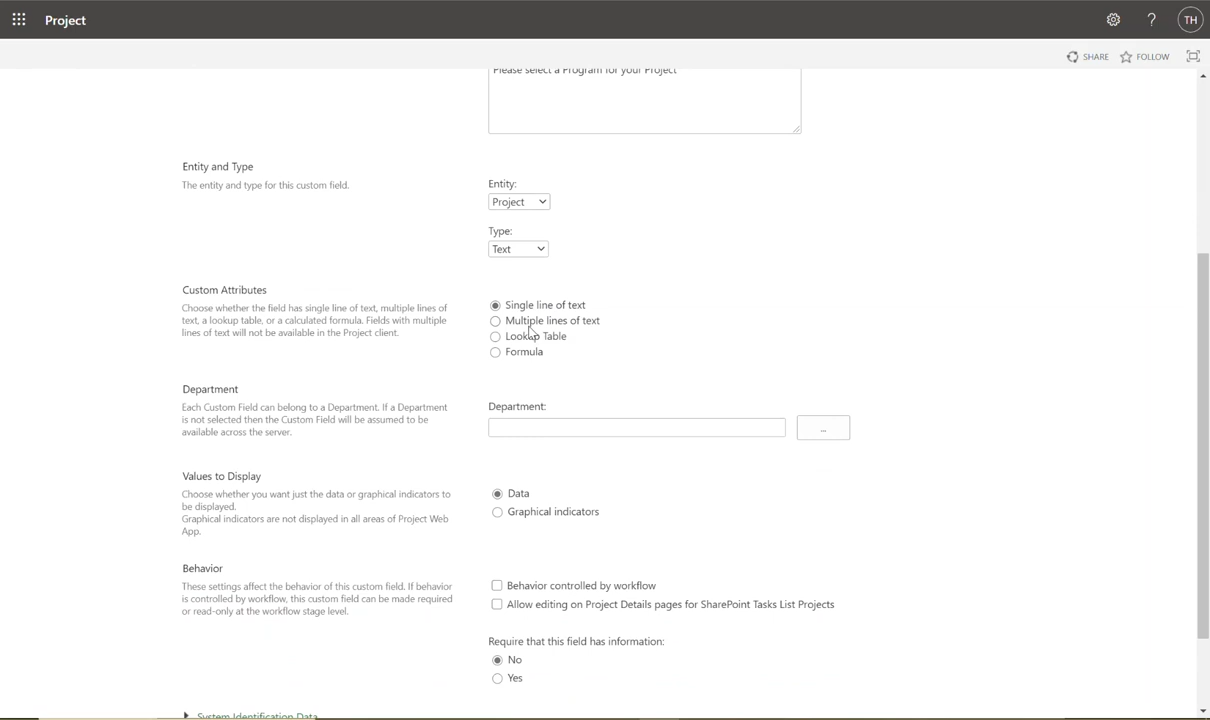 Project
TH
SHARE
FOLLOW
Please select a Program for your Project
Entity and Type
The entity and type for this custom field.
Entity:
Project
Type:
Text
Custom Attributes
Choose whether the field has single line of text, multiple lines of
text, a lookup table, or a calculated formula. Fields with multiple
lines of text will not be available in the Project client.
Single line of text
Multiple lines of text
Lookup Table
Formula
Department
Each Custom Field can belong to a Department. If a Department
is not selected then the Custom Field will be assumed to be
available across the server.
Department:
...
Values to Display
Choose whether you want just the data or graphical indicators to
be displayed.
Graphical indicators are not displayed in all areas of Project Web
App.
Data
Graphical indicators
Behavior
These settings affect the behavior of this custom field. If behavior
is controlled by workflow, this custom field can be made required
or read-only at the workflow stage level.
Behavior controlled by workflow
Allow editing on Project Details pages for SharePoint Tasks List Projects
Require that this field has information:
No
Yes
System Identification Data